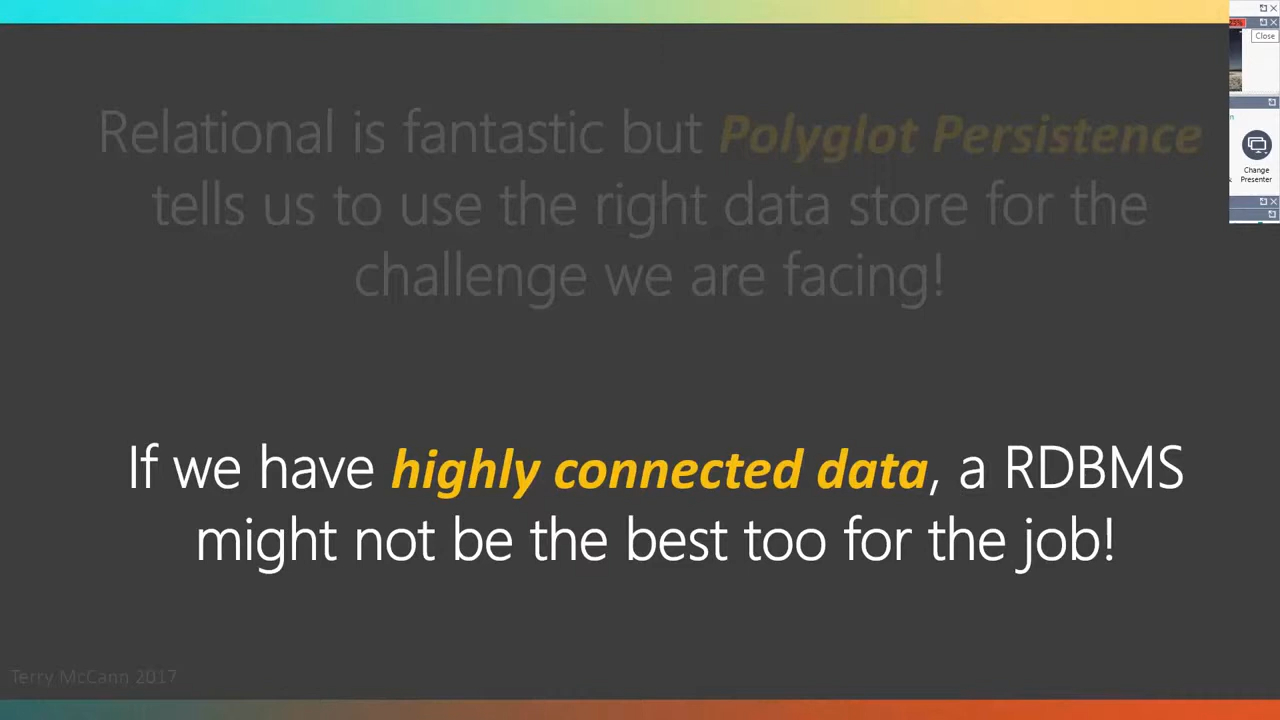 25%
Close
Relational is fantastic but Polyglot Persistence
tells us to use the right data store for the
challenge we are facing!
Change
Presenter
If we have highly connected data, a RDBMS
might not be the best too for the job!
Terry McCann 2017